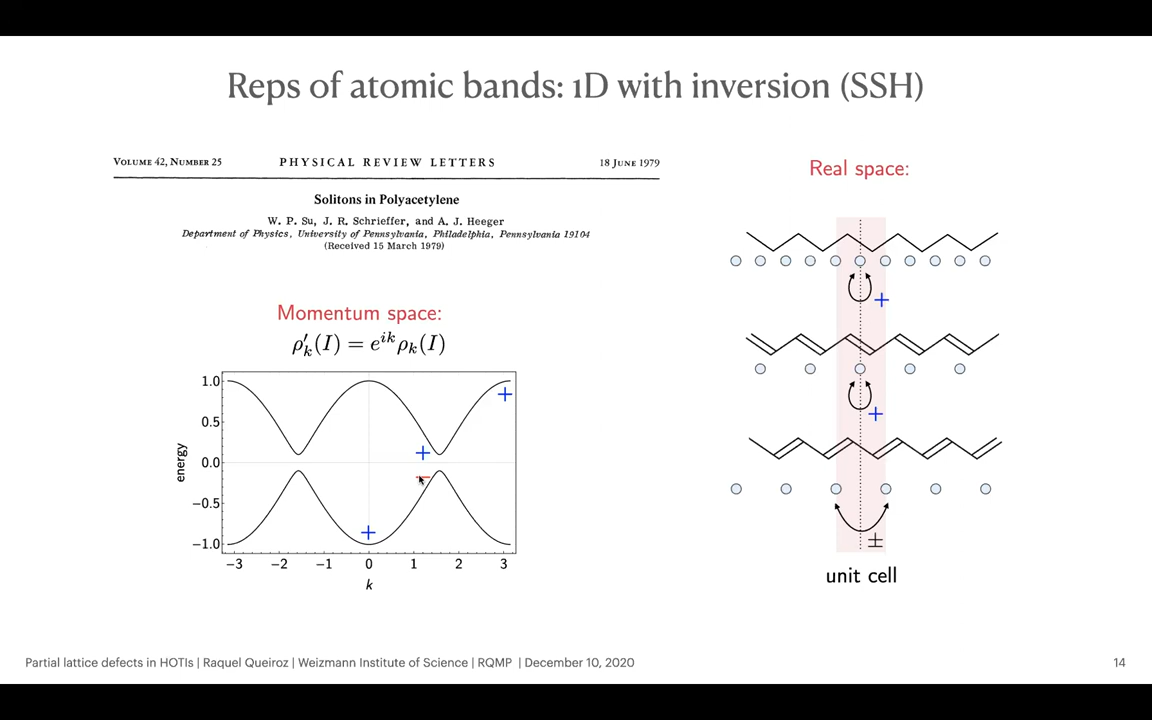 Reps of atomic bands: 1D with inversion (SSH)
VOLUME 42, NUMBER 25 PHYSICAL REVIEW LETTERS 18 JUNE 1979
Solitons in Polyacetylene
W. P. Su, J. R. Schrieffer, and A. J. Heeger
Department of Physics, University of Pennsylvania, Philadelphia, Pennsylvania 19104
(Received 15 March 1979)
Real space:
+
+
±
unit cell
Momentum space:
ρ′ₖ(I) = eⁱᵏρₖ(I)
1.0
0.5
0.0
−0.5
−1.0
energy
+
+
−
+
−3 −2 −1 0 1 2 3
k
Partial lattice defects in HOTIs | Raquel Queiroz | Weizmann Institute of Science | RQMP | December 10, 2020
14